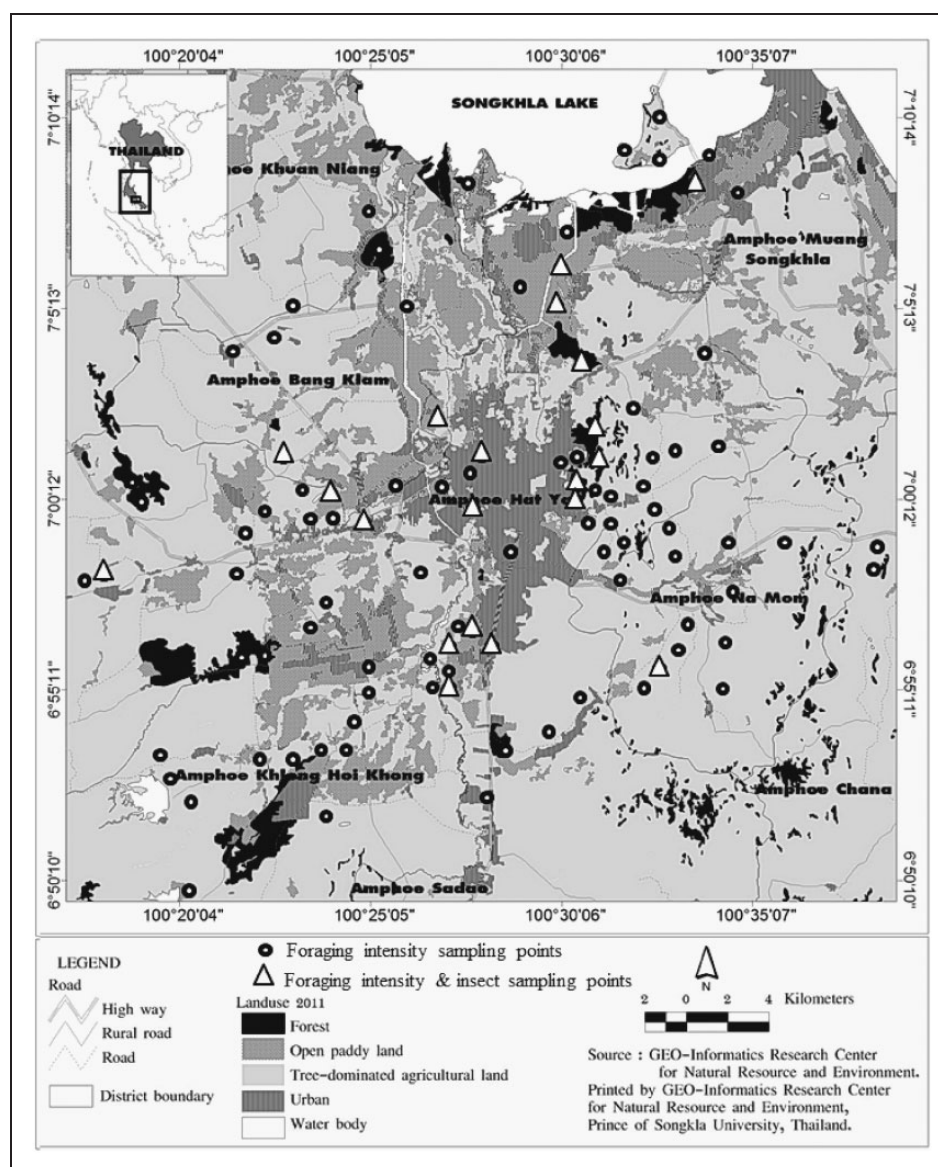 100°20'04" 100°25'05" 100°30'06" 100°35'07"
7°10'14" 7°10'14"
SONGKHLA LAKE
THAILAND
hoe Khuan Niang
Amphoe Muang
Songkhla
7°5'13" 7°5'13"
Amphoe Bang Klam
7°00'12" 7°00'12"
Amphoe Hat Ya
2
Amphoe Na Mom
6°55'11" 6°55'11"
Amphoe Khlong Hoi Khong
Amphoe Chana
6°50'10" 6°50'10"
Amphoe Sadao
100°20'04" 100°25'05" 100°30'06" 100°35'07"
LEGEND
Road
High way
Rural road
Road
District boundary
Foraging intensity sampling points
Foraging intensity & insect sampling points
Landuse 2011
Forest
Open paddy land
Tree-dominated agricultural land
Urban
Water body
N
2 0 2 4 Kilometers
Source : GEO-Informatics Research Center
for Natural Resource and Environment.
Printed by GEO-Informatics Research Center
for Natural Resource and Environment,
Prince of Songkla University, Thailand.